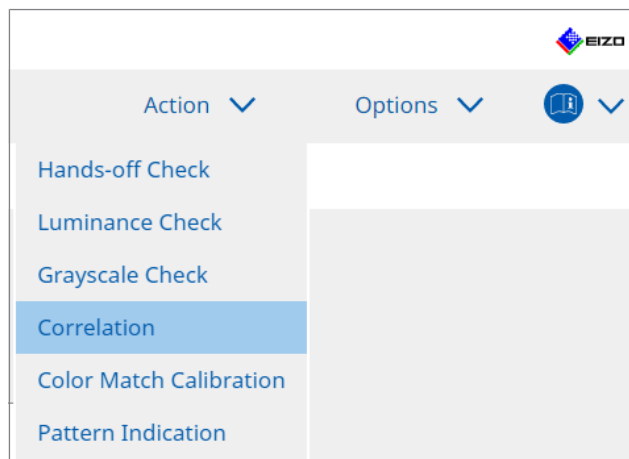 EIZO
Action
Options
Hands-off Check
Luminance Check
Grayscale Check
Correlation
Color Match Calibration
Pattern Indication